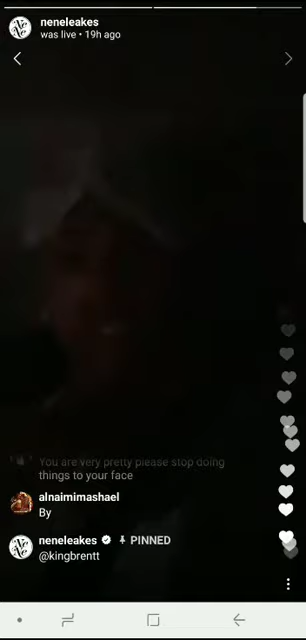 neneleakes
was live • 19h ago
You are very pretty please stop doing
things to your face
alnaimimashael
By
neneleakes PINNED
@kingbrentt